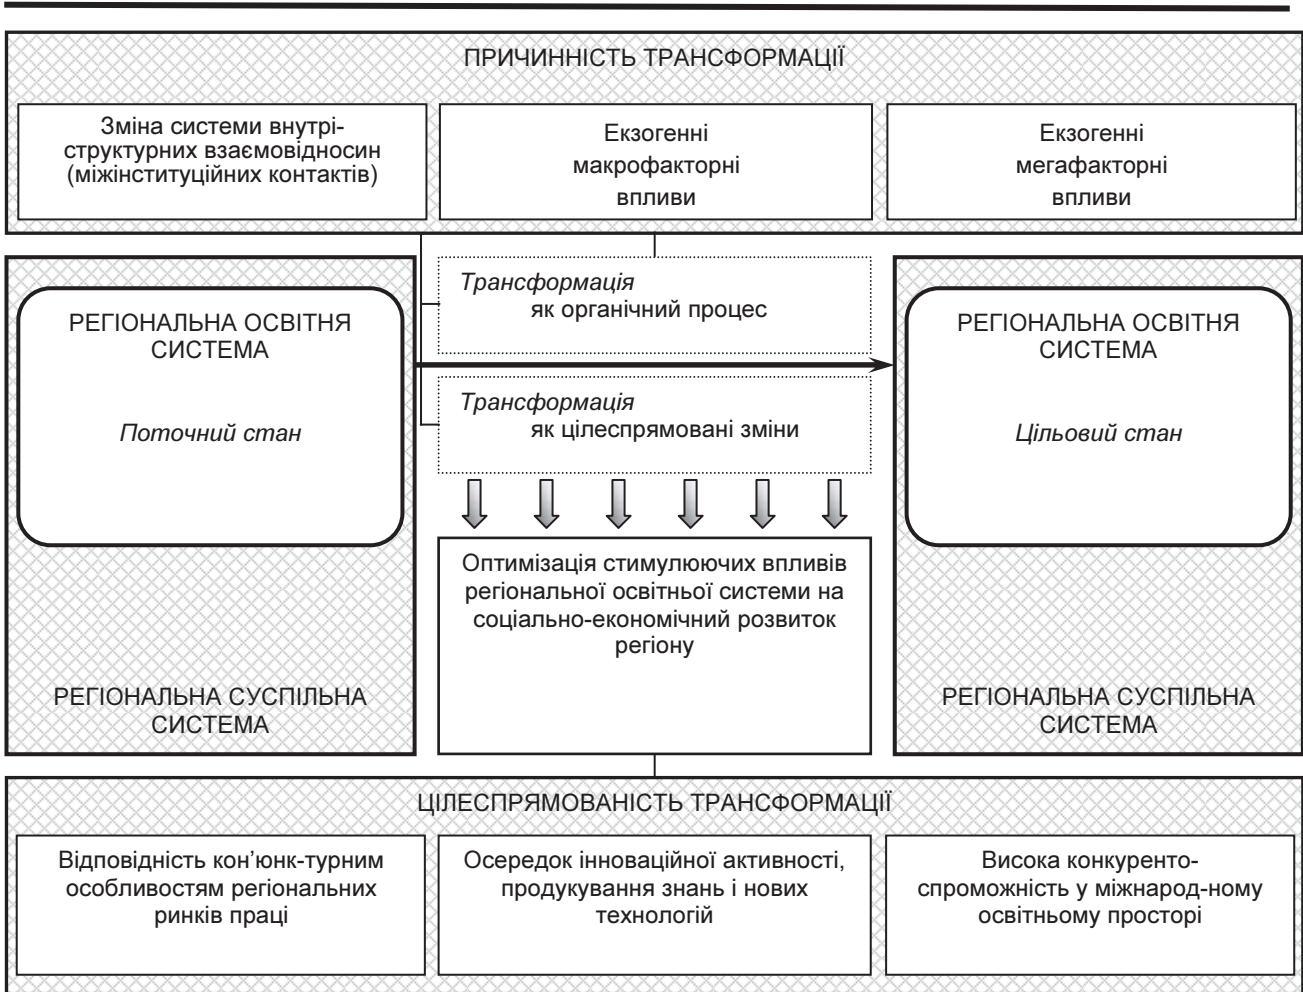 ПРИЧИННІСТЬ ТРАНСФОРМАЦІЇ
Зміна системи внутрі-
структурних взаємовідносин
(міжінституційних контактів)
Екзогенні
макрофакторні
впливи
Екзогенні
мегафакторні
впливи
РЕГІОНАЛЬНА ОСВІТНЯ
СИСТЕМА
Поточний стан
РЕГІОНАЛЬНА СУСПІЛЬНА
СИСТЕМА
Трансформація
як органічний процес
Трансформація
як цілеспрямовані зміни
Оптимізація стимулюючих впливів
регіональної освітньої системи на
соціально-економічний розвиток
регіону
РЕГІОНАЛЬНА ОСВІТНЯ
СИСТЕМА
Цільовий стан
РЕГІОНАЛЬНА СУСПІЛЬНА
СИСТЕМА
ЦІЛЕСПРЯМОВАНІСТЬ ТРАНСФОРМАЦІЇ
Відповідність кон’юнк-турним
особливостям регіональних
ринків праці
Осередок інноваційної активності,
продукування знань і нових
технологій
Висока конкуренто-
спроможність у міжнарод-ному
освітньому просторі